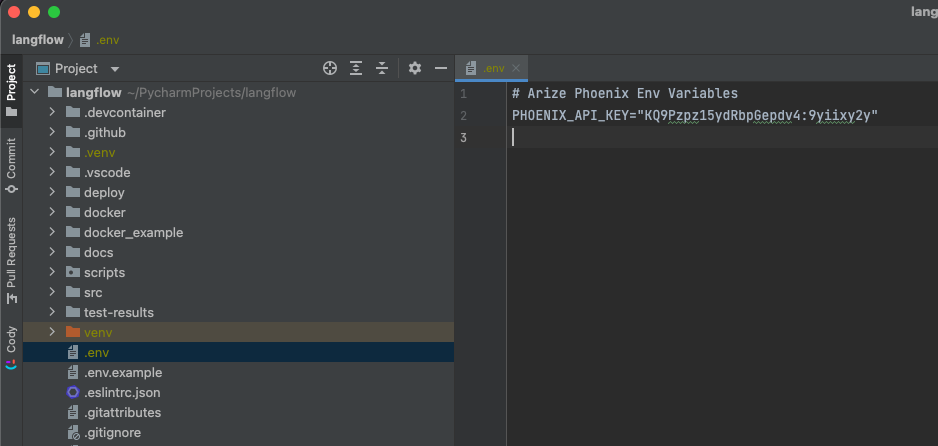 lang
langflow
.env
Project
.env
Project
langflow ~/PycharmProjects/langflow
.devcontainer
.github
.venv
.vscode
deploy
docker
docker_example
docs
scripts
src
test-results
venv
.env
.env.example
.eslintrc.json
.gitattributes
.gitignore
Commit
Pull Requests
Cody
1 # Arize Phoenix Env Variables
2 PHOENIX_API_KEY="KQ9Pzpz15ydRbpGepdv4:9yiixy2y"
3